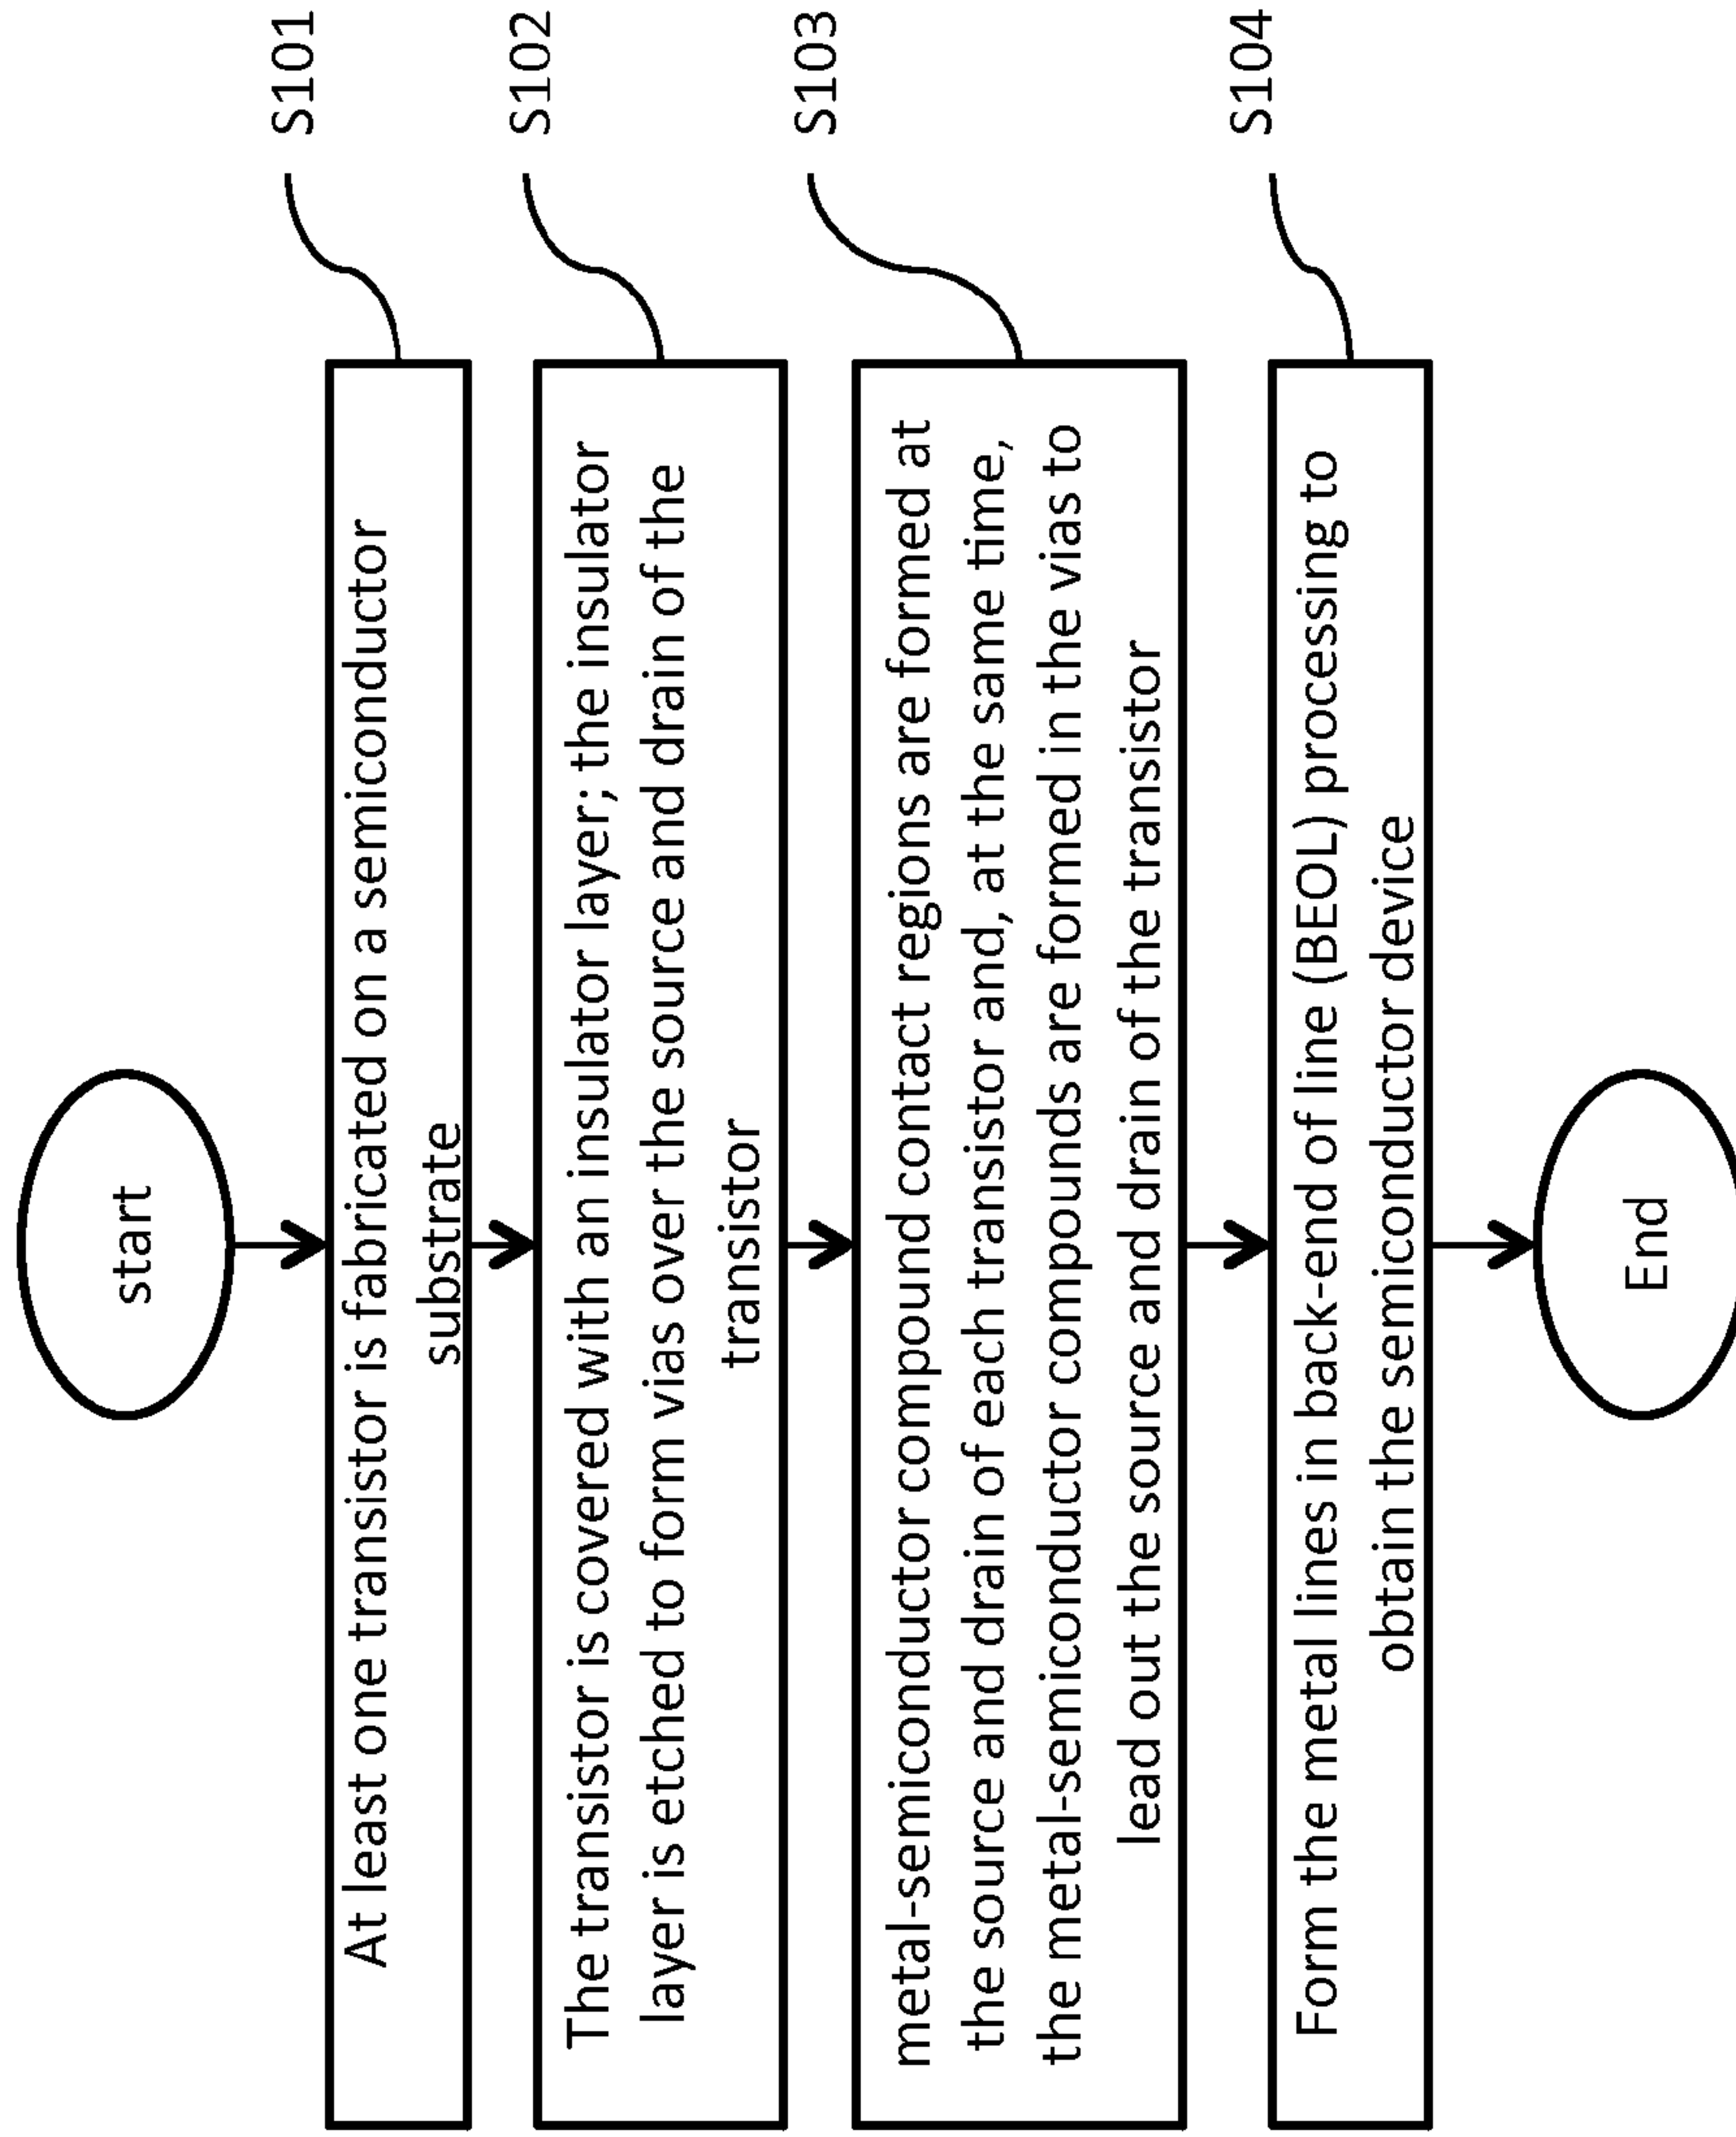 start
At least one transistor is fabricated on a semiconductor
substrate
S101
The transistor is covered with an insulator layer; the insulator
layer is etched to form vias over the source and drain of the
transistor
S102
metal-semiconductor compound contact regions are formed at
the source and drain of each transistor and, at the same time,
the metal-semiconductor compounds are formed in the vias to
lead out the source and drain of the transistor
S103
Form the metal lines in back-end of line (BEOL) processing to
obtain the semiconductor device
S104
End